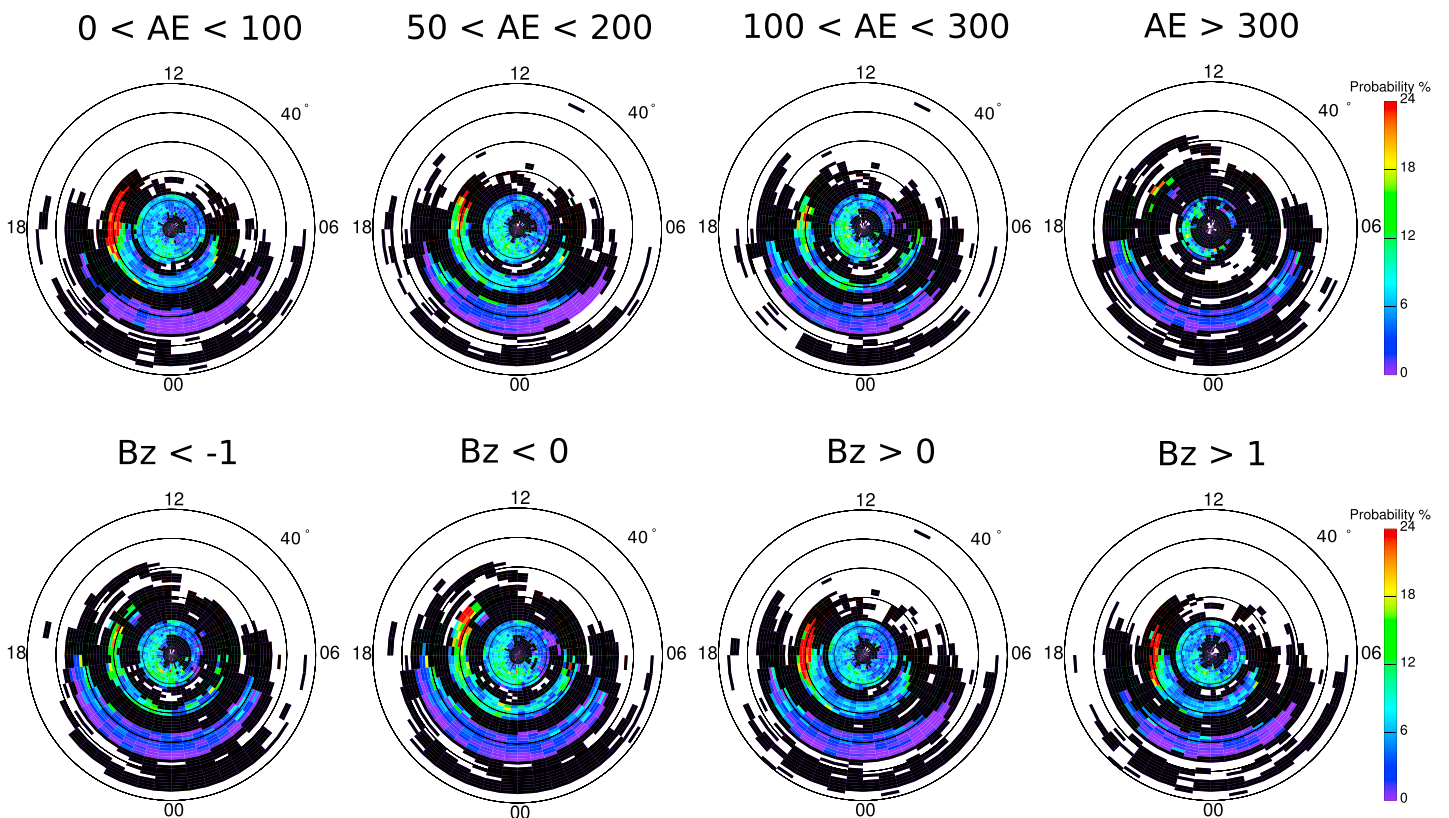 0 < AE < 100 50 < AE < 200 100 < AE < 300 AE > 300
12 12 12 12
Probability %
40° 40° 40° 40°
24
18
12
6
0
18 06 18 06 18 06 18 06
00 00 00 00
Bz < -1 Bz < 0 Bz > 0 Bz > 1
12 12 12 12
Probability %
40° 40° 40° 40°
24
18
12
6
0
18 06 18 06 18 06 18 06
00 00 00 00